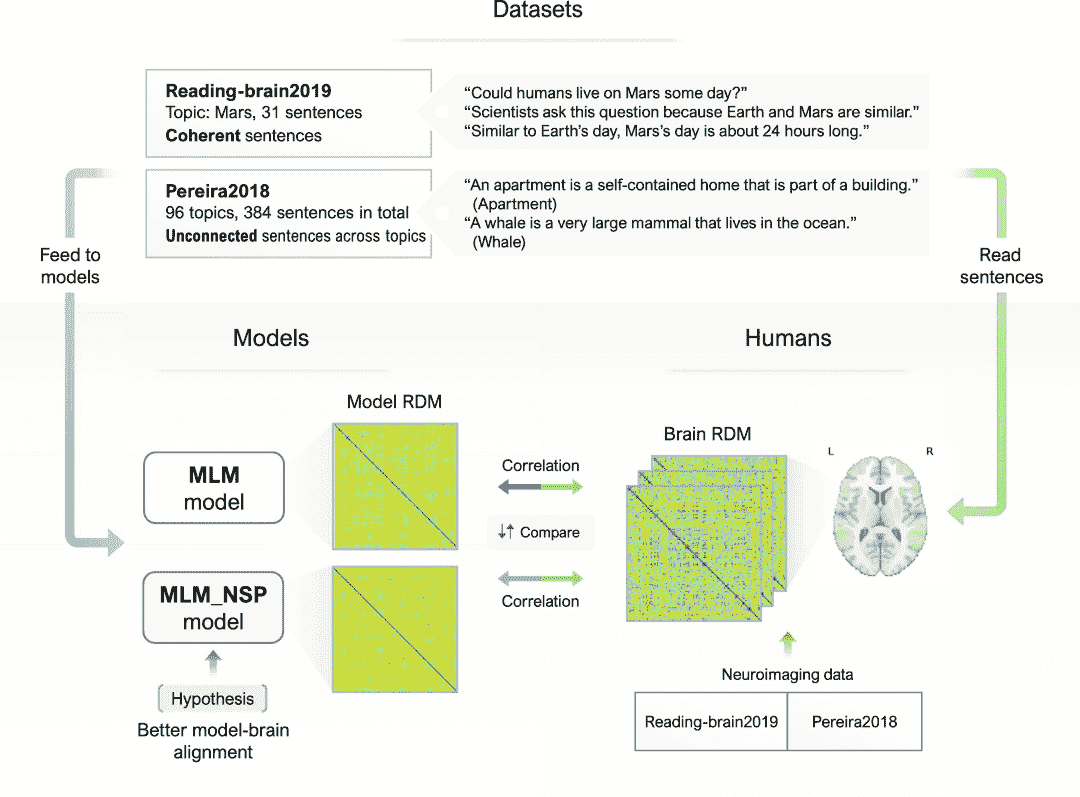 Datasets
Reading-brain2019
Topic: Mars, 31 sentences
Coherent sentences
“Could humans live on Mars some day?”
“Scientists ask this question because Earth and Mars are similar.”
“Similar to Earth’s day, Mars’s day is about 24 hours long.”
Pereira2018
96 topics, 384 sentences in total
Unconnected sentences across topics
“An apartment is a self-contained home that is part of a building.”
(Apartment)
“A whale is a very large mammal that lives in the ocean.”
(Whale)
Feed to
models
Read
sentences
Models
Humans
Model RDM
Brain RDM
L
R
MLM
model
Correlation
↓↑ Compare
MLM_NSP
model
Correlation
Hypothesis
Better model-brain
alignment
Neuroimaging data
Reading-brain2019
Pereira2018